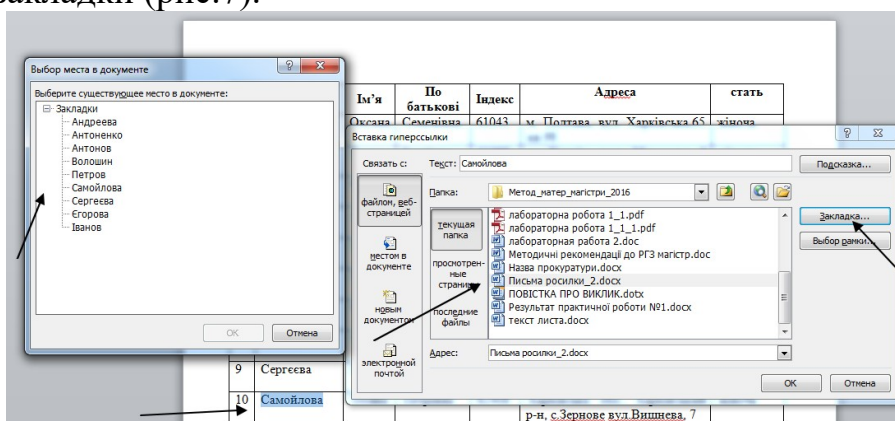 закладки (рис.7).
Выбор места в документе
Выберите существующее место в документе:
Закладки
Андреева
Антоненко
Антонов
Волошин
Петров
Самойлова
Сергеева
Єгорова
Іванов
ОК Отмена
Ім’я По батькові Індекс Адреса стать
Оксана Семенівна 61043 м. Полтава, вул. Харківська 65, жіноча
Вставка гиперссылки
Связать с: Текст: Самойлова Подсказка...
файлом, веб-страницей
местом в документе
новым документом
электронной почтой
Папка: Метод_матер_магістри_2016
текущая папка
просмотренные страницы
последние файлы
лабораторна робота 1_1.pdf
лабораторна робота 1_1_1.pdf
лабораторная работа 2.doc
Методичні рекомендації до РГЗ магістр.doc
Назва прокуратури.docx
Письма росилки_2.docx
ПОВІСТКА ПРО ВИКЛИК.dotx
Результат практичної роботи №1.docx
текст листа.docx
Закладка...
Выбор рамки...
Адрес: Письма росилки_2.docx
ОК Отмена
9 Сергєєва
10 Самойлова
р-н, с.Зернове вул.Вишнева, 7